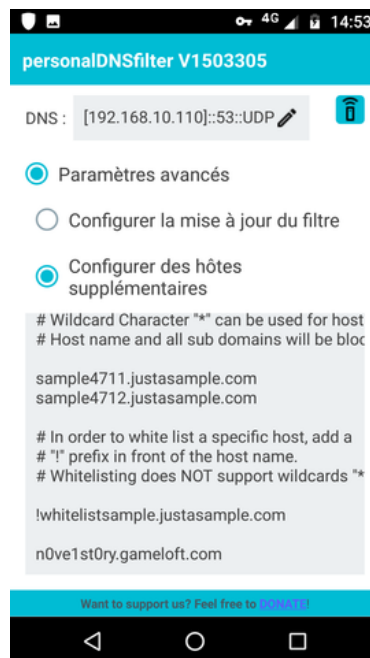 4G 14:53
personalDNSfilter V1503305
DNS : [192.168.10.110]::53::UDP
Paramètres avancés
Configurer la mise à jour du filtre
Configurer des hôtes
supplémentaires
# Wildcard Character "*" can be used for host
# Host name and all sub domains will be bloc
sample4711.justasample.com
sample4712.justasample.com
# In order to white list a specific host, add a
# "!" prefix in front of the host name.
# Whitelisting does NOT support wildcards "*
!whitelistsample.justasample.com
n0ve1st0ry.gameloft.com
Want to support us? Feel free to DONATE!